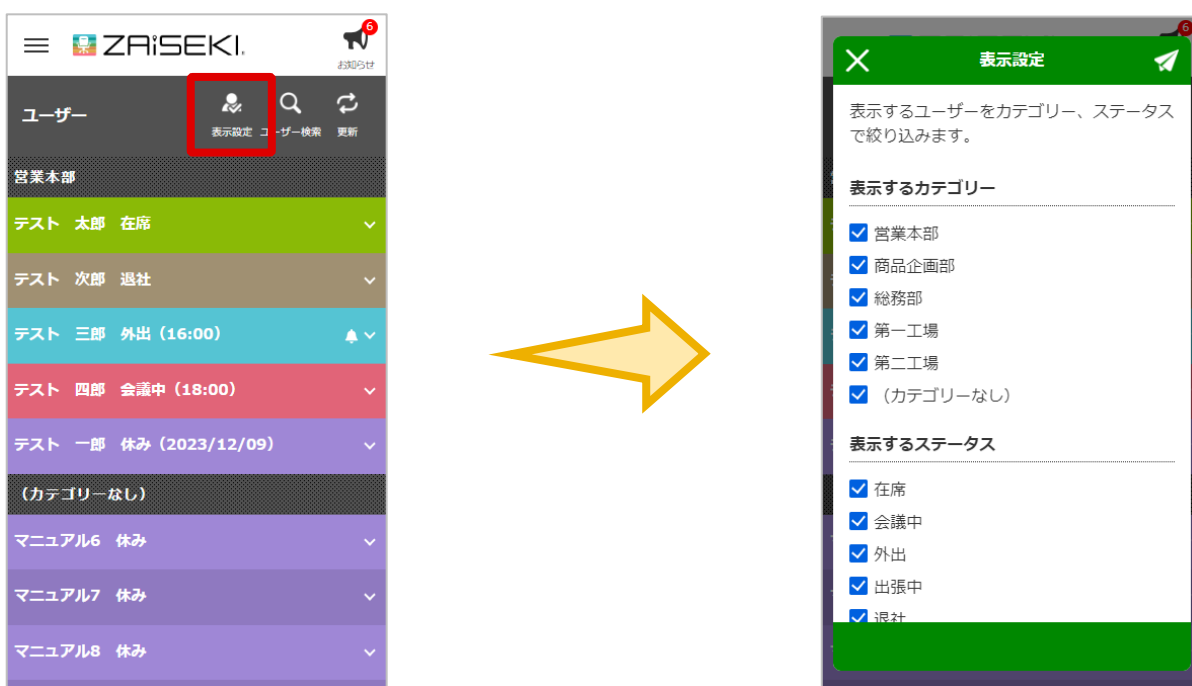 ZAiSEKI.
6
お知らせ
ユーザー
表示設定 ユーザー検索 更新
営業本部
テスト 太郎 在席
テスト 次郎 退社
テスト 三郎 外出（16:00）
テスト 四郎 会議中（18:00）
テスト 一郎 休み（2023/12/09）
（カテゴリーなし）
マニュアル6 休み
マニュアル7 休み
マニュアル8 休み
6
表示設定
表示するユーザーをカテゴリー、ステータス
で絞り込みます。
表示するカテゴリー
営業本部
商品企画部
総務部
第一工場
第二工場
（カテゴリーなし）
表示するステータス
在席
会議中
外出
出張中
退社